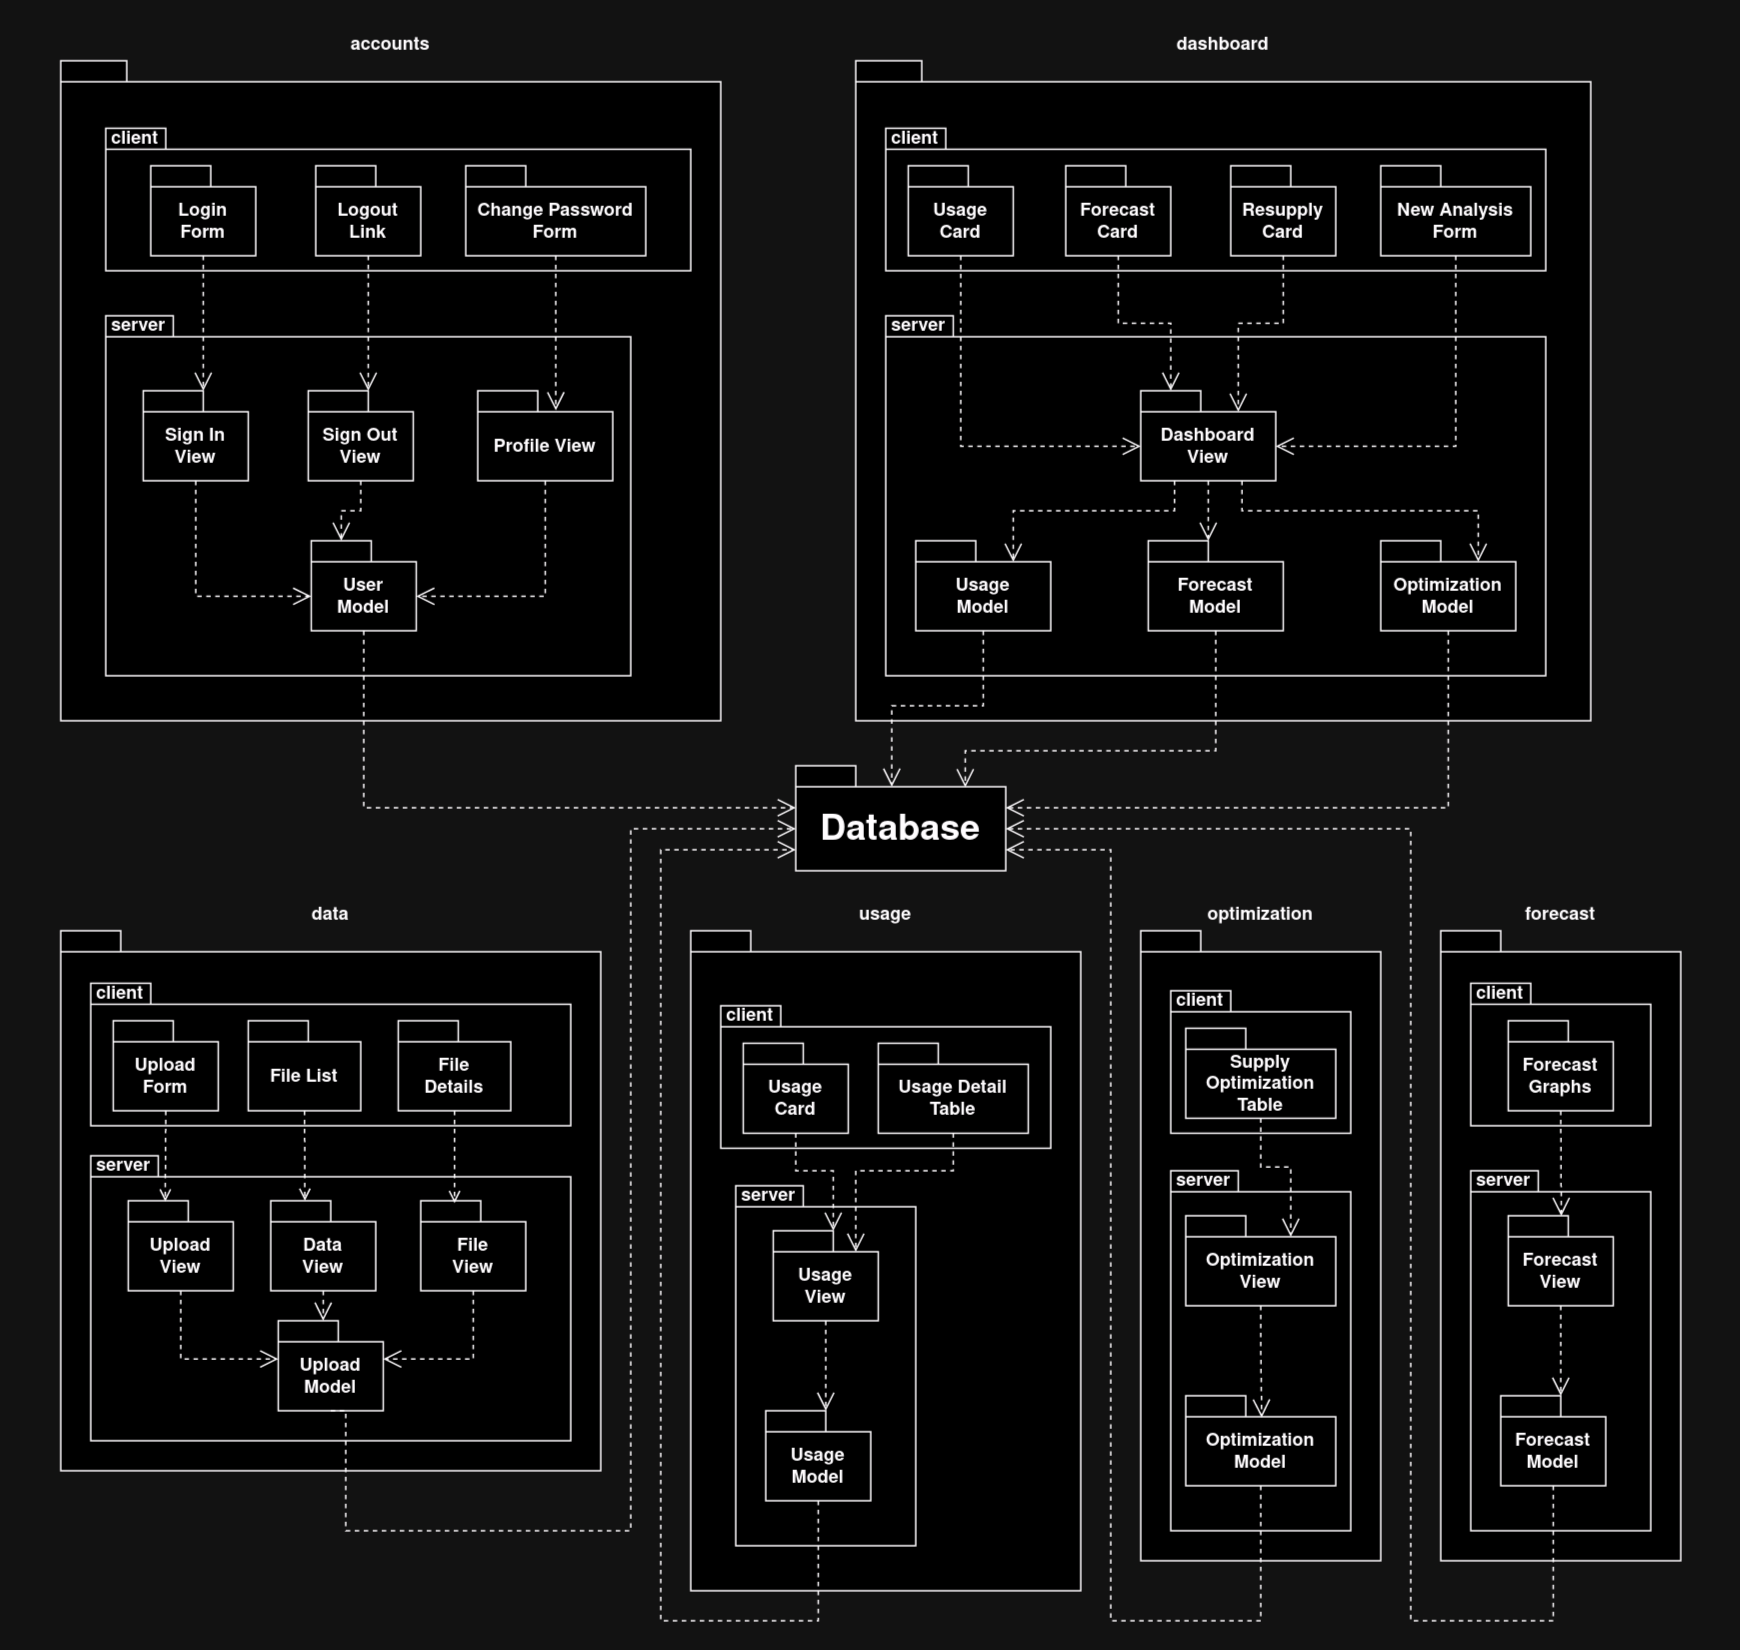 accounts
client
Login
Form
Logout
Link
Change Password
Form
server
Sign In
View
Sign Out
View
Profile View
User
Model
dashboard
client
Usage
Card
Forecast
Card
Resupply
Card
New Analysis
Form
server
Dashboard
View
Usage
Model
Forecast
Model
Optimization
Model
Database
data
client
Upload
Form
File List
File
Details
server
Upload
View
Data
View
File
View
Upload
Model
usage
client
Usage
Card
Usage Detail
Table
server
Usage
View
Usage
Model
optimization
client
Supply
Optimization
Table
server
Optimization
View
Optimization
Model
forecast
client
Forecast
Graphs
server
Forecast
View
Forecast
Model